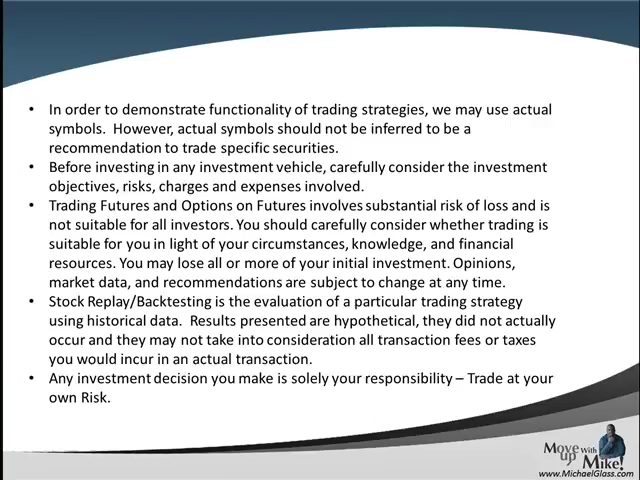 • In order to demonstrate functionality of trading strategies, we may use actual
symbols.  However, actual symbols should not be inferred to be a
recommendation to trade specific securities.
• Before investing in any investment vehicle, carefully consider the investment
objectives, risks, charges and expenses involved.
• Trading Futures and Options on Futures involves substantial risk of loss and is
not suitable for all investors. You should carefully consider whether trading is
suitable for you in light of your circumstances, knowledge, and financial
resources. You may lose all or more of your initial investment. Opinions,
market data, and recommendations are subject to change at any time.
• Stock Replay/Backtesting is the evaluation of a particular trading strategy
using historical data.  Results presented are hypothetical, they did not actually
occur and they may not take into consideration all transaction fees or taxes
you would incur in an actual transaction.
• Any investment decision you make is solely your responsibility – Trade at your
own Risk.
Move up With Mike!
www.MichaelGlass.com